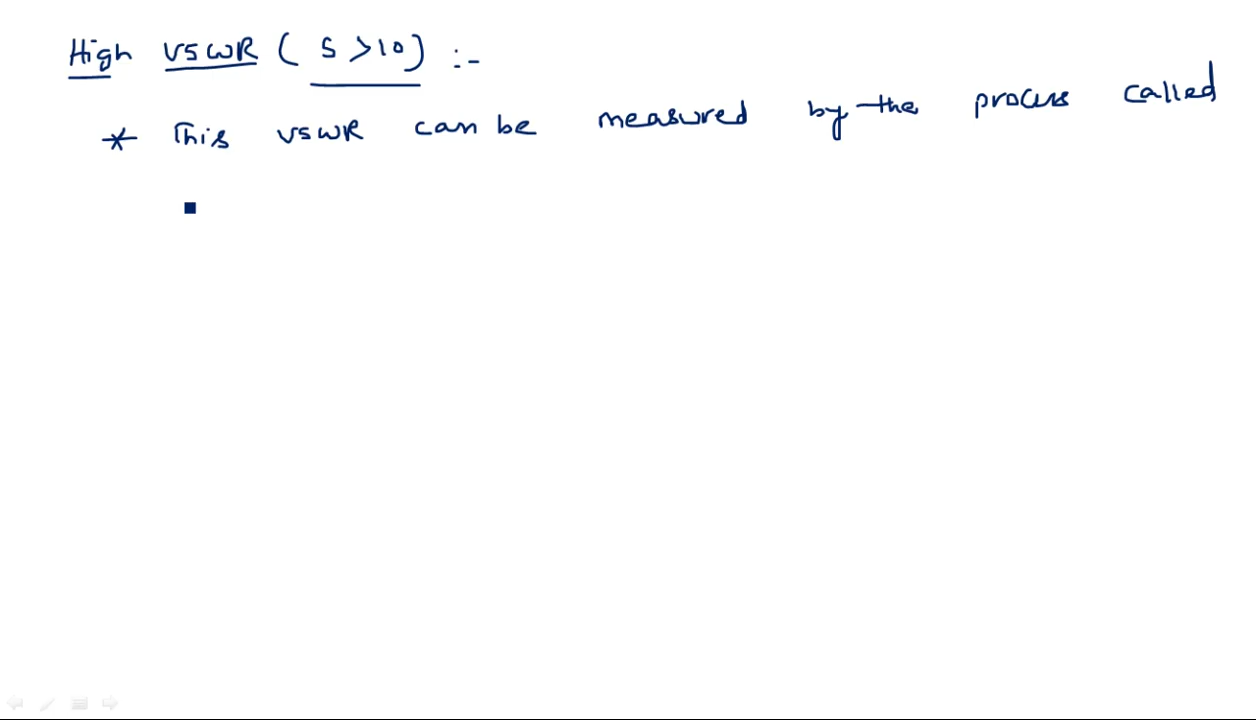 High VSWR ( S >10) :-
* This VSWR can be measured by the process called